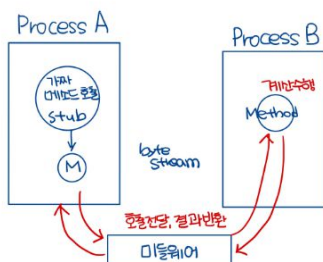 Process A
가짜
메소드호출
stub
M
byte
stream
Process B
계산수행
Method
호출전달, 결과반환
미들웨어